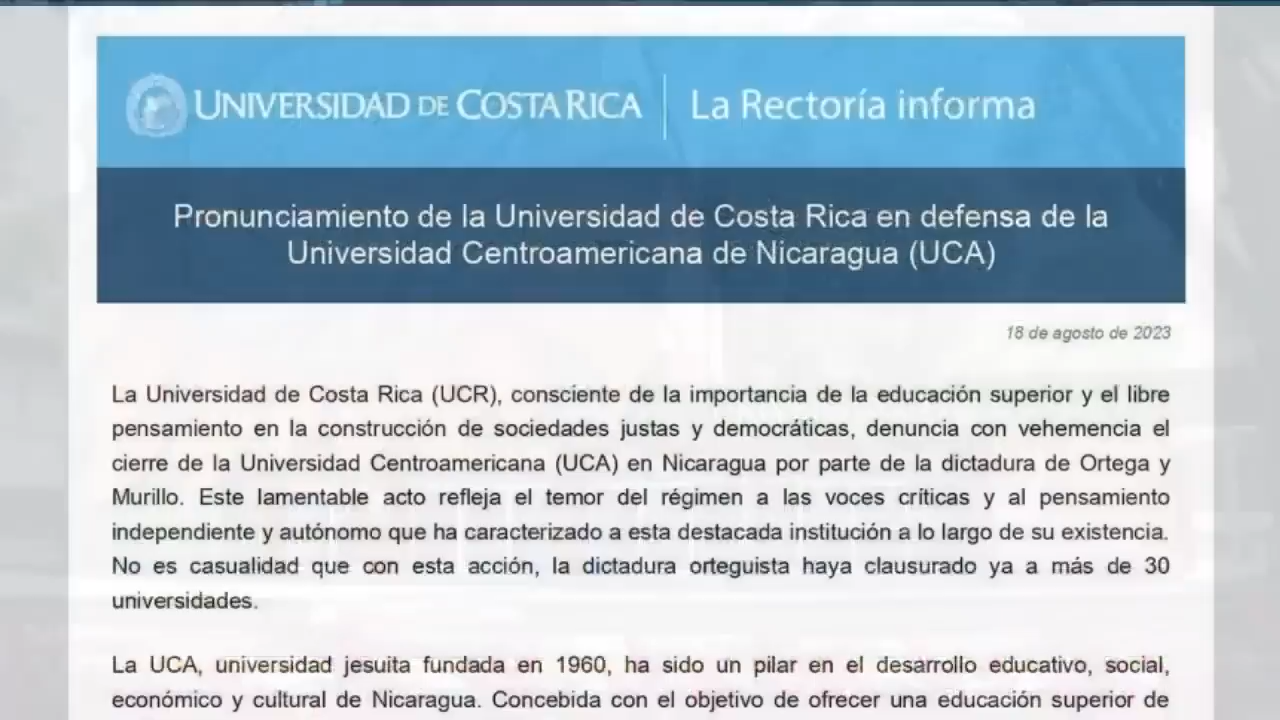 UNIVERSIDAD DE COSTA RICA
La Rectoría informa
Pronunciamiento de la Universidad de Costa Rica en defensa de la
Universidad Centroamericana de Nicaragua (UCA)
18 de agosto de 2023
La Universidad de Costa Rica (UCR), consciente de la importancia de la educación superior y el libre
pensamiento en la construcción de sociedades justas y democráticas, denuncia con vehemencia el
cierre de la Universidad Centroamericana (UCA) en Nicaragua por parte de la dictadura de Ortega y
Murillo. Este lamentable acto refleja el temor del régimen a las voces críticas y al pensamiento
independiente y autónomo que ha caracterizado a esta destacada institución a lo largo de su existencia.
No es casualidad que con esta acción, la dictadura orteguista haya clausurado ya a más de 30
universidades.
La UCA, universidad jesuita fundada en 1960, ha sido un pilar en el desarrollo educativo, social,
económico y cultural de Nicaragua. Concebida con el objetivo de ofrecer una educación superior de